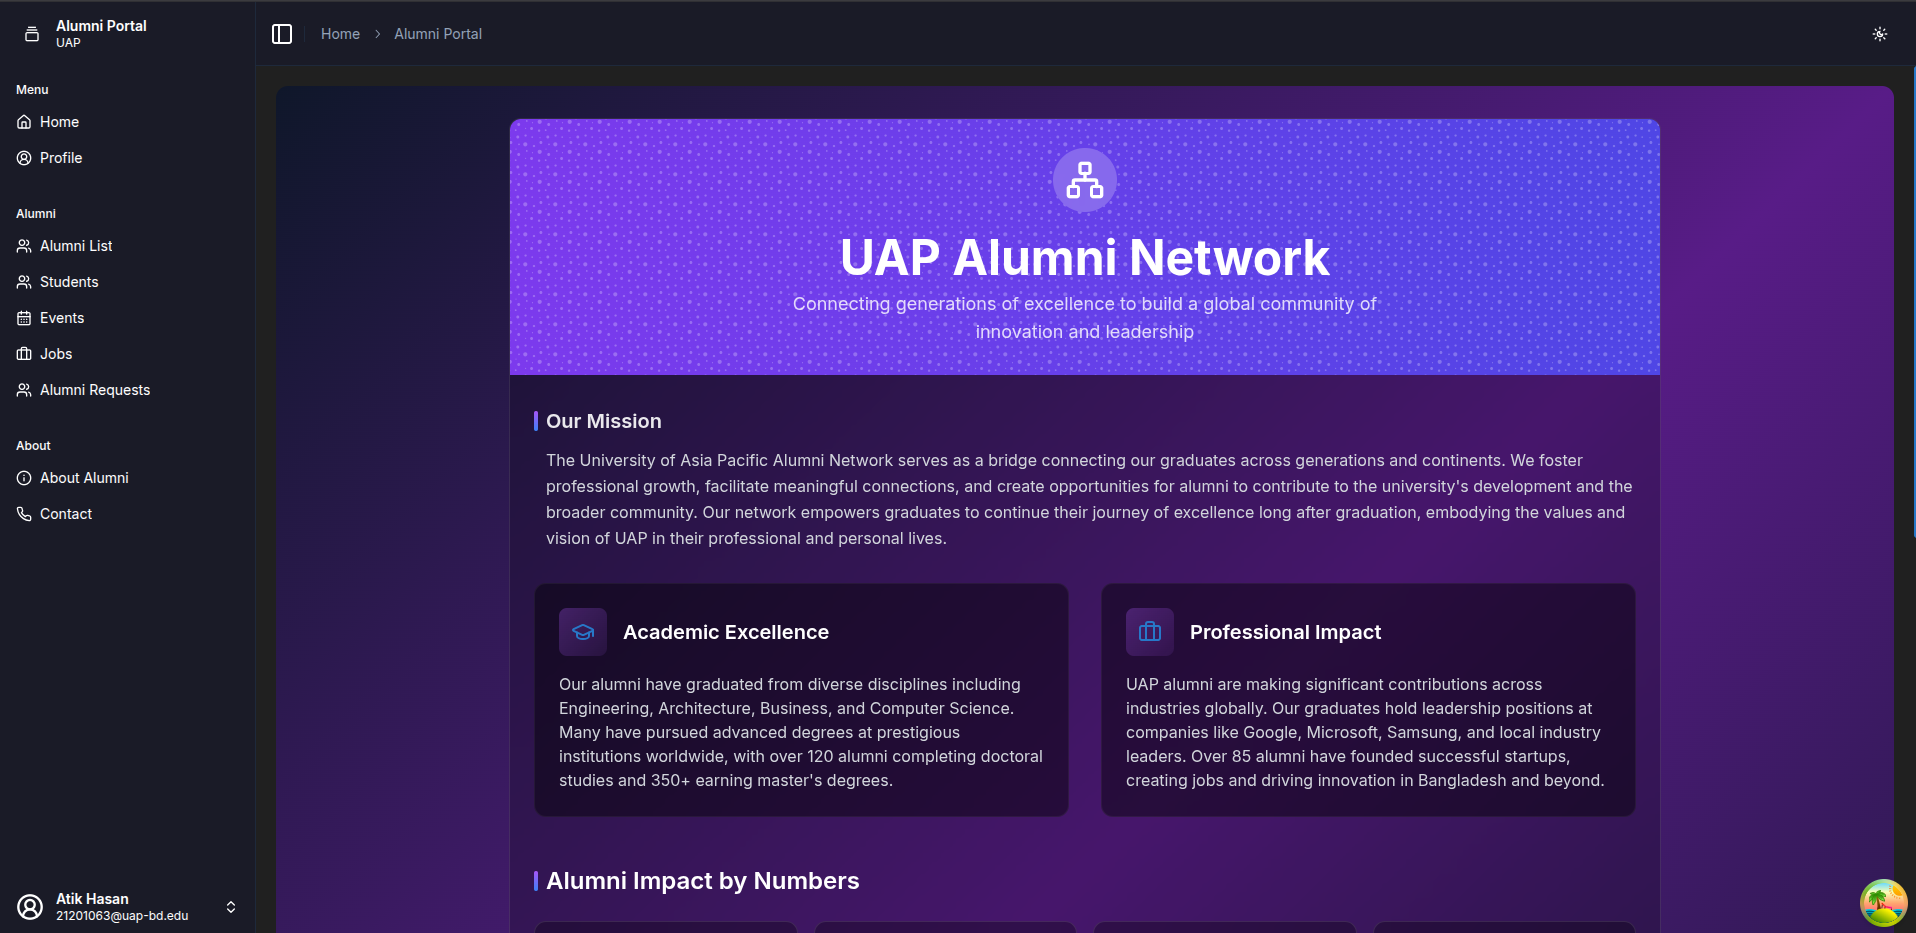 Alumni Portal
UAP
Menu
Home
Profile
Alumni
Alumni List
Students
Events
Jobs
Alumni Requests
About
About Alumni
Contact
Atik Hasan
21201063@uap-bd.edu
Home
Alumni Portal
UAP Alumni Network
Connecting generations of excellence to build a global community of
innovation and leadership
Our Mission
The University of Asia Pacific Alumni Network serves as a bridge connecting our graduates across generations and continents. We foster
professional growth, facilitate meaningful connections, and create opportunities for alumni to contribute to the university's development and the
broader community. Our network empowers graduates to continue their journey of excellence long after graduation, embodying the values and
vision of UAP in their professional and personal lives.
Academic Excellence
Our alumni have graduated from diverse disciplines including
Engineering, Architecture, Business, and Computer Science.
Many have pursued advanced degrees at prestigious
institutions worldwide, with over 120 alumni completing doctoral
studies and 350+ earning master's degrees.
Professional Impact
UAP alumni are making significant contributions across
industries globally. Our graduates hold leadership positions at
companies like Google, Microsoft, Samsung, and local industry
leaders. Over 85 alumni have founded successful startups,
creating jobs and driving innovation in Bangladesh and beyond.
Alumni Impact by Numbers